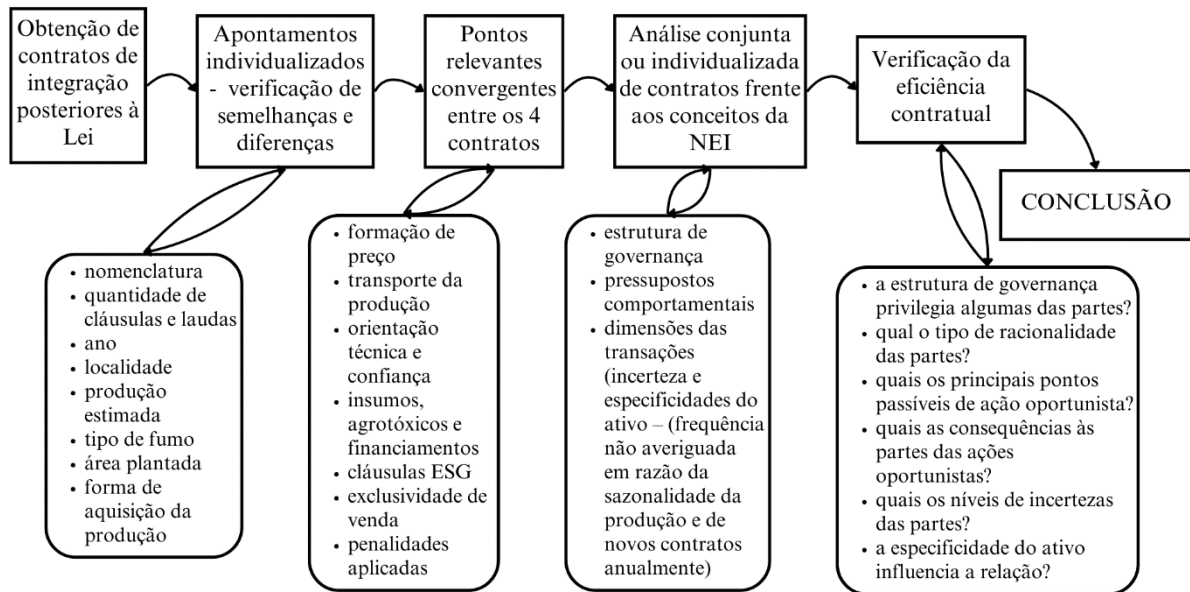 Obtenção de
contratos de
integração
posteriores à
Lei
Apontamentos
individualizados
- verificação de
semelhanças e
diferenças
Pontos
relevantes
convergentes
entre os 4
contratos
Análise conjunta
ou individualizada
de contratos frente
aos conceitos da
NEI
Verificação da
eficiência
contratual
CONCLUSÃO
• nomenclatura
• quantidade de
cláusulas e laudas
• ano
• localidade
• produção
estimada
• tipo de fumo
• área plantada
• forma de
aquisição da
produção
• formação de
preço
• transporte da
produção
• orientação
técnica e
confiança
• insumos,
agrotóxicos e
financiamentos
• cláusulas ESG
• exclusividade de
venda
• penalidades
aplicadas
• estrutura de
governança
• pressupostos
comportamentais
• dimensões das
transações
(incerteza e
especificidades do
ativo – (frequência
não averiguada
em razão da
sazonalidade da
produção e de
novos contratos
anualmente)
• a estrutura de governança
privilegia algumas das partes?
• qual o tipo de racionalidade
das partes?
• quais os principais pontos
passíveis de ação oportunista?
• quais as consequências às
partes das ações
oportunistas?
• quais os níveis de incertezas
das partes?
• a especificidade do ativo
influencia a relação?